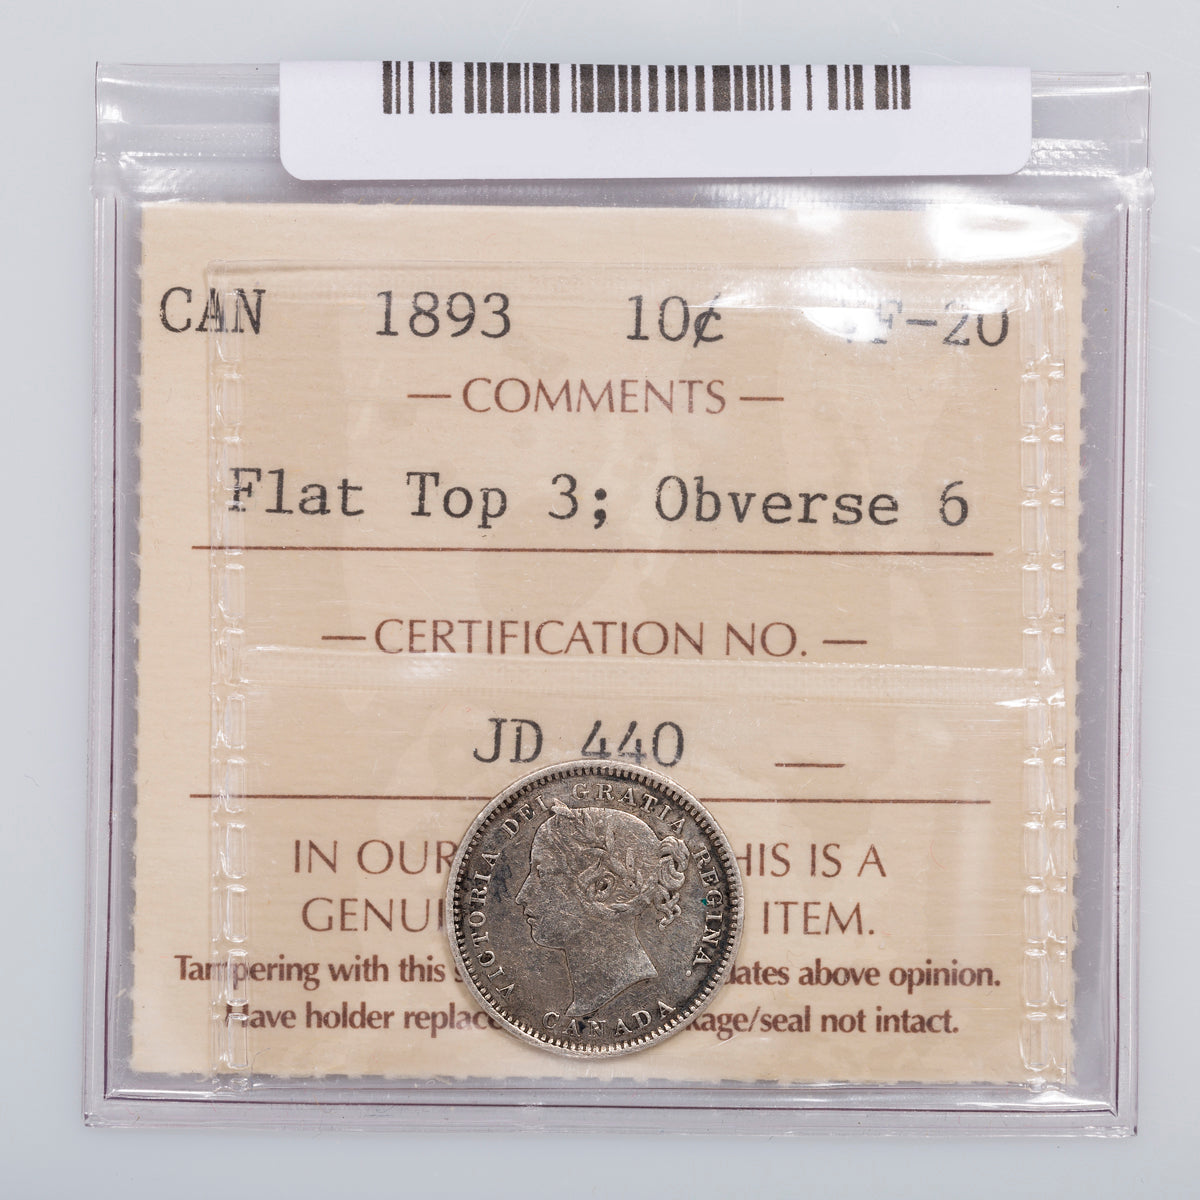 CAN 1893 10¢ VF-20
— COMMENTS —
Flat Top 3; Obverse 6
— CERTIFICATION NO. —
JD 440
IN OUR HIS IS A
GENUI ITEM.
Tampering with this s dates above opinion.
Have holder replace kage/seal not intact.
VICTORIA DEI GRATIA REGINA.
CANADA